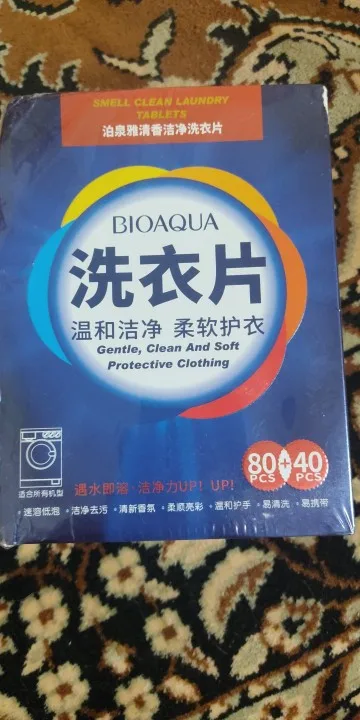 SMELL CLEAN LAUNDRY
TABLETS
泊泉雅清香洁净洗衣片
BIOAQUA
洗衣片
温和洁净 柔软护衣
Gentle, Clean And Soft
Protective Clothing
80 PCS + 40 PCS
适合所有机型
遇水即溶·洁净力UP! UP!
•速溶低泡 •洁净去污 •清新香氛 •柔顺亮彩 •温和护手 •易清洗 •易携带